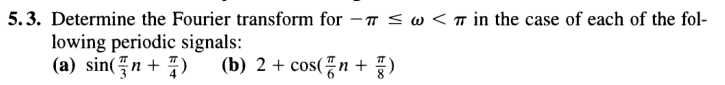 5.3. Determine the Fourier transform for −π ≤ ω < π in the case of each of the fol-
lowing periodic signals:
(a) sin(π/3 n + π/4) (b) 2 + cos(π/6 n + π/8)